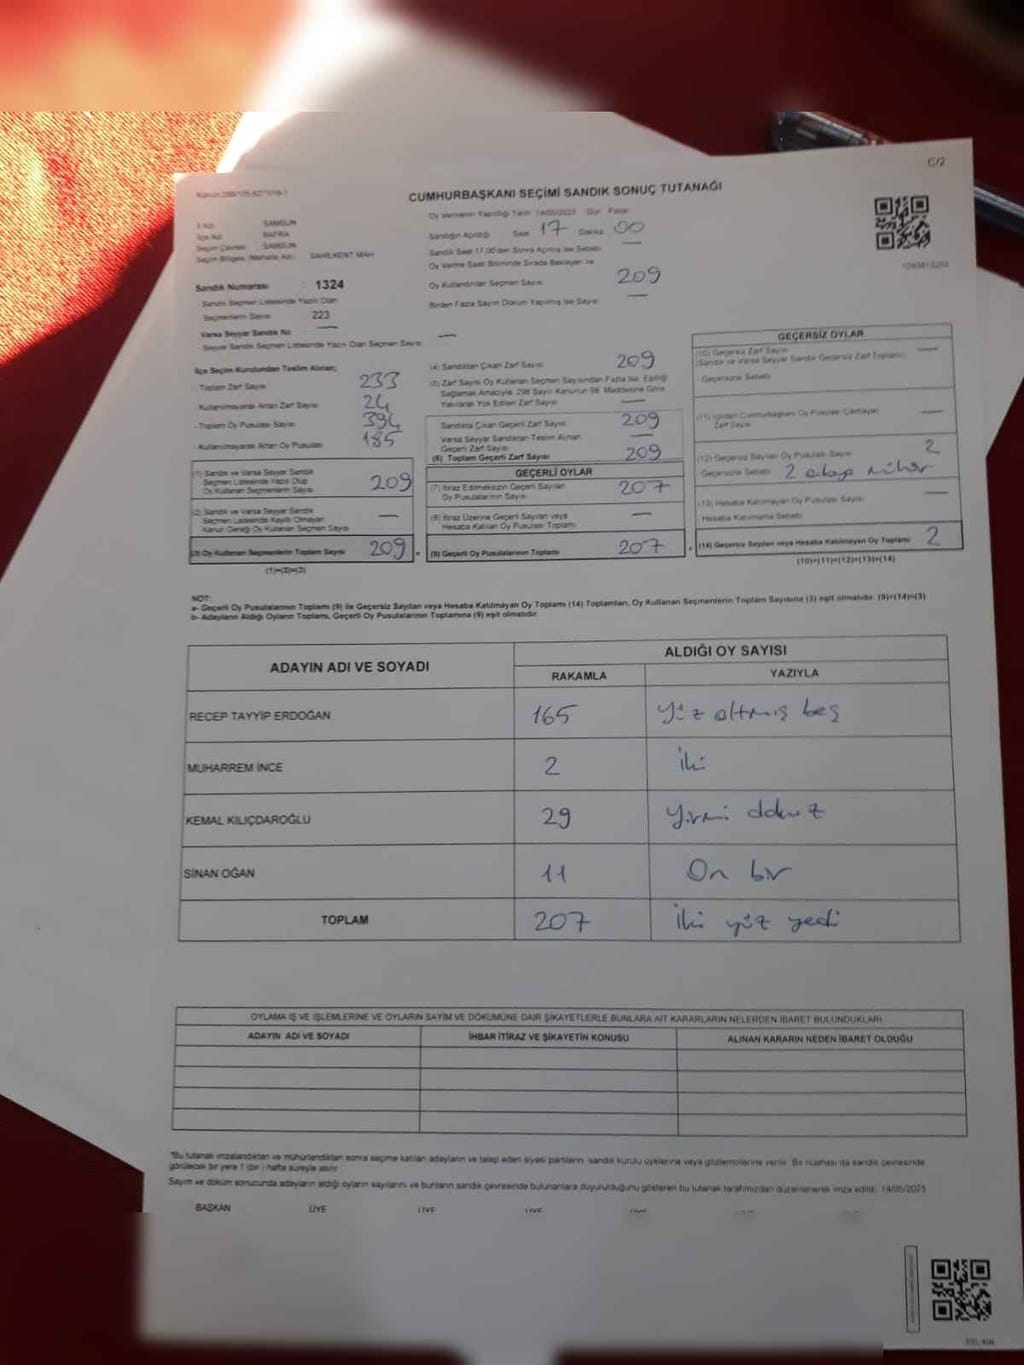 C/2
CUMHURBAŞKANI SEÇİMİ SANDIK SONUÇ TUTANAĞI
Oy Vermenin Yapıldığı Tarih 14/05/2023 Gün Pazar
İl Adı SAMSUN
İlçe Adı BAFRA
Seçim Çevresi SAMSUN
Seçim Bölgesi (Mahalle Adı) SAHİLKENT MAH
Sandığın Açıldığı Saat 17 Dakika 00
Sandık Saat 17.00'den Sonra Açılmış İse Sebebi —
Oy Verme Saati Bitiminde Sırada Bekleyen ve
Oy Kullandırılan Seçmen Sayısı 209
Birden Fazla Sayım Döküm Yapılmış İse Sayısı —
Sandık Numarası : 1324
- Sandık Seçmen Listesinde Yazılı Olan
Seçmenlerin Sayısı 223
Varsa Seyyar Sandık No —
Seyyar Sandık Seçmen Listesinde Yazılı Olan Seçmen Sayısı —
İlçe Seçim Kurulundan Teslim Alınan;
- Toplam Zarf Sayısı 233
- Kullanılmayarak Artan Zarf Sayısı 24
- Toplam Oy Pusulası Sayısı 394
- Kullanılmayarak Artan Oy Pusulası 185
(1) Sandık ve Varsa Seyyar Sandık
Seçmen Listesinde Yazılı Olup
Oy Kullanan Seçmenlerin Sayısı 209
(2) Sandık ve Varsa Seyyar Sandık
Seçmen Listesinde Kayıtlı Olmayan
Kanun Gereği Oy Kullanan Seçmen Sayısı —
(3) Oy Kullanan Seçmenlerin Toplam Sayısı 209
(1)+(2)=(3)
(4) Sandıktan Çıkan Zarf Sayısı 209
(5) Zarf Sayısı Oy Kullanan Seçmen Sayısından Fazla İse, Eşitliği
Sağlamak Amacıyla, 298 Sayılı Kanunun 98. Maddesine Göre
Yakılarak Yok Edilen Zarf Sayısı —
Sandıkta Çıkan Geçerli Zarf Sayısı 209
Varsa Seyyar Sandıktan Teslim Alınan
Geçerli Zarf Sayısı —
(6) Toplam Geçerli Zarf Sayısı 209
GEÇERLİ OYLAR
(7) İtiraz Edilmeksizin Geçerli Sayılan
Oy Pusulalarının Sayısı 207
(8) İtiraz Üzerine Geçerli Sayılan veya
Hesaba Katılan Oy Pusulası Toplamı —
(9) Geçerli Oy Pusulalarının Toplamı 207
GEÇERSİZ OYLAR
(10) Geçersiz Zarf Sayısı
(Sandık ve Varsa Seyyar Sandık Geçersiz Zarf Toplamı) —
- Geçersizlik Sebebi
(11) İçinden Cumhurbaşkanı Oy Pusulası Çıkmayan
Zarf Sayısı —
(12) Geçersiz Sayılan Oy Pusulası Sayısı 2
Geçersizlik Sebebi 2 adaya mühür
(13) Hesaba Katılmayan Oy Pusulası Sayısı —
Hesaba Katılmama Sebebi
(14) Geçersiz Sayılan veya Hesaba Katılmayan Oy Toplamı 2
(10)+(11)+(12)+(13)=(14)
NOT:
a- Geçerli Oy Pusulalarının Toplamı (9) ile Geçersiz Sayılan veya Hesaba Katılmayan Oy Toplamı (14) Toplamları, Oy Kullanan Seçmenlerin Toplam Sayısına (3) eşit olmalıdır. (9)+(14)=(3)
b- Adayların Aldığı Oyların Toplamı, Geçerli Oy Pusulalarının Toplamına (9) eşit olmalıdır.
ADAYIN ADI VE SOYADI
ALDIĞI OY SAYISI
RAKAMLA YAZIYLA
RECEP TAYYİP ERDOĞAN 165 Yüz altmış beş
MUHARREM İNCE 2 İki
KEMAL KILIÇDAROĞLU 29 Yirmi dokuz
SİNAN OĞAN 11 On bir
TOPLAM 207 İki yüz yedi
OYLAMA İŞ VE İŞLEMLERİNE VE OYLARIN SAYIM VE DÖKÜMÜNE DAİR ŞİKAYETLERLE BUNLARA AİT KARARLARIN NELERDEN İBARET BULUNDUKLARI
ADAYIN ADI VE SOYADI İHBAR İTİRAZ VE ŞİKAYETİN KONUSU ALINAN KARARIN NEDEN İBARET OLDUĞU
"Bu tutanak imzalandıktan ve mühürlendikten sonra seçime katılan adayların ve talep eden siyasi partilerin sandık kurulu üyelerine veya gözlemcilerine verilir. Bir nüshası da sandık çevresinde
görülecek bir yere 1 (bir) hafta süreyle asılır.
Sayım ve döküm sonucunda adayların aldığı oyların sayılarını ve bunların sandık çevresinde bulunanlara duyurulduğunu gösteren bu tutanak tarafımızdan düzenlenerek imza edildi. 14/05/2023
BAŞKAN ÜYE ÜYE ÜYE